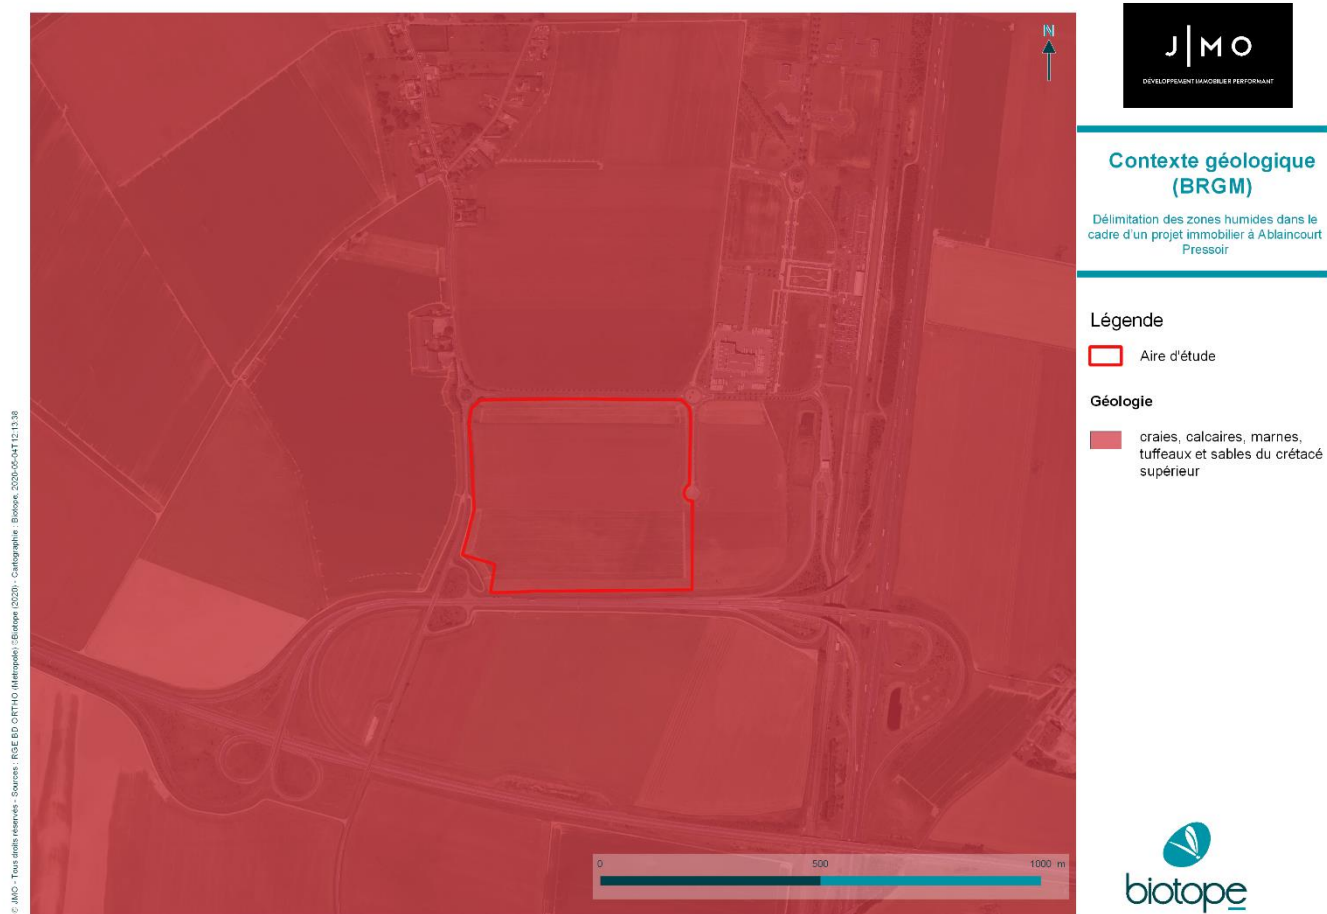 N
J|MO
DÉVELOPPEMENT IMMOBILIER PERFORMANT
Contexte géologique
(BRGM)
Délimitation des zones humides dans le
cadre d'un projet immobilier à Ablaincourt
Pressoir
Légende
Aire d'étude
Géologie
craies, calcaires, marnes,
tuffeaux et sables du crétacé
supérieur
0 500 1000 m
biotope
© JMO - Tous droits réservés - Sources : RGE BD ORTHO (Métropole) ©Biotope (2020) - Cartographie : Biotope, 2020-05-04T12:13:38